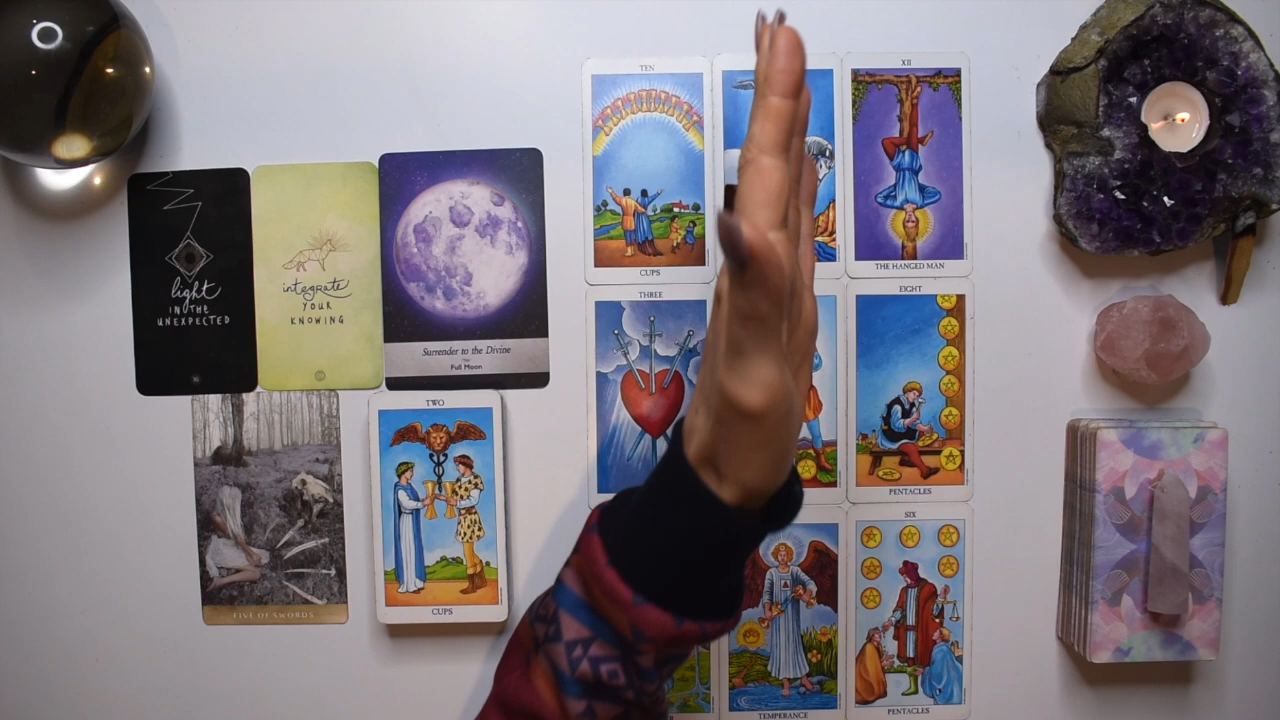 light
IN THE
UNEXPECTED
integrate
YOUR
KNOWING
Surrender to the Divine
Full Moon
FIVE OF SWORDS
TWO
CUPS
TEN
CUPS
XII
THE HANGED MAN
THREE
EIGHT
PENTACLES
TEMPERANCE
SIX
PENTACLES